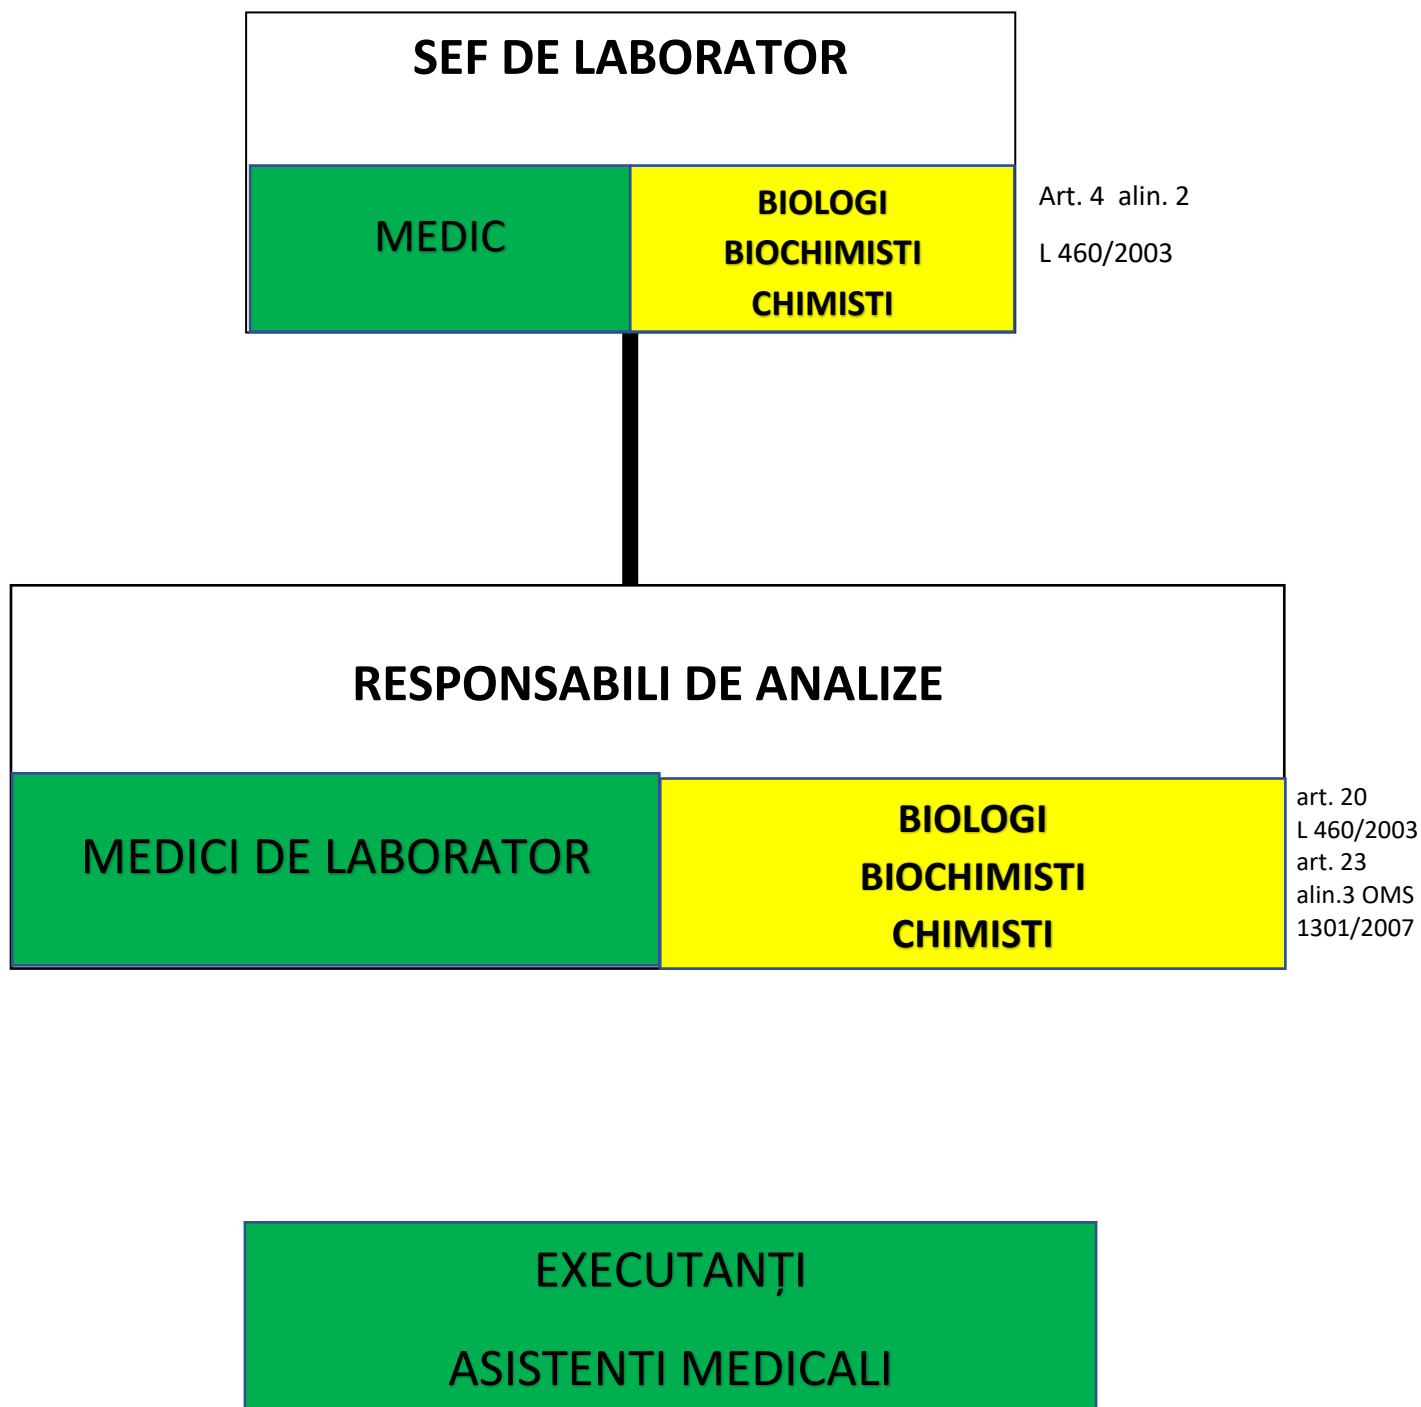 SEF DE LABORATOR
MEDIC
BIOLOGI
BIOCHIMISTI
CHIMISTI
Art. 4 alin. 2
L 460/2003
RESPONSABILI DE ANALIZE
MEDICI DE LABORATOR
BIOLOGI
BIOCHIMISTI
CHIMISTI
art. 20
L 460/2003
art. 23
alin.3 OMS
1301/2007
EXECUTANȚI
ASISTENTI MEDICALI